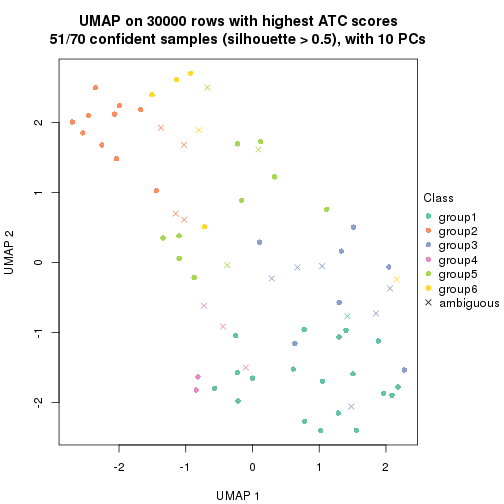 UMAP on 30000 rows with highest ATC scores
51/70 confident samples (silhouette > 0.5), with 10 PCs
UMAP 2
2
1
0
-1
-2
-2
-1
0
1
2
UMAP 1
Class
group1
group2
group3
group4
group5
group6
ambiguous